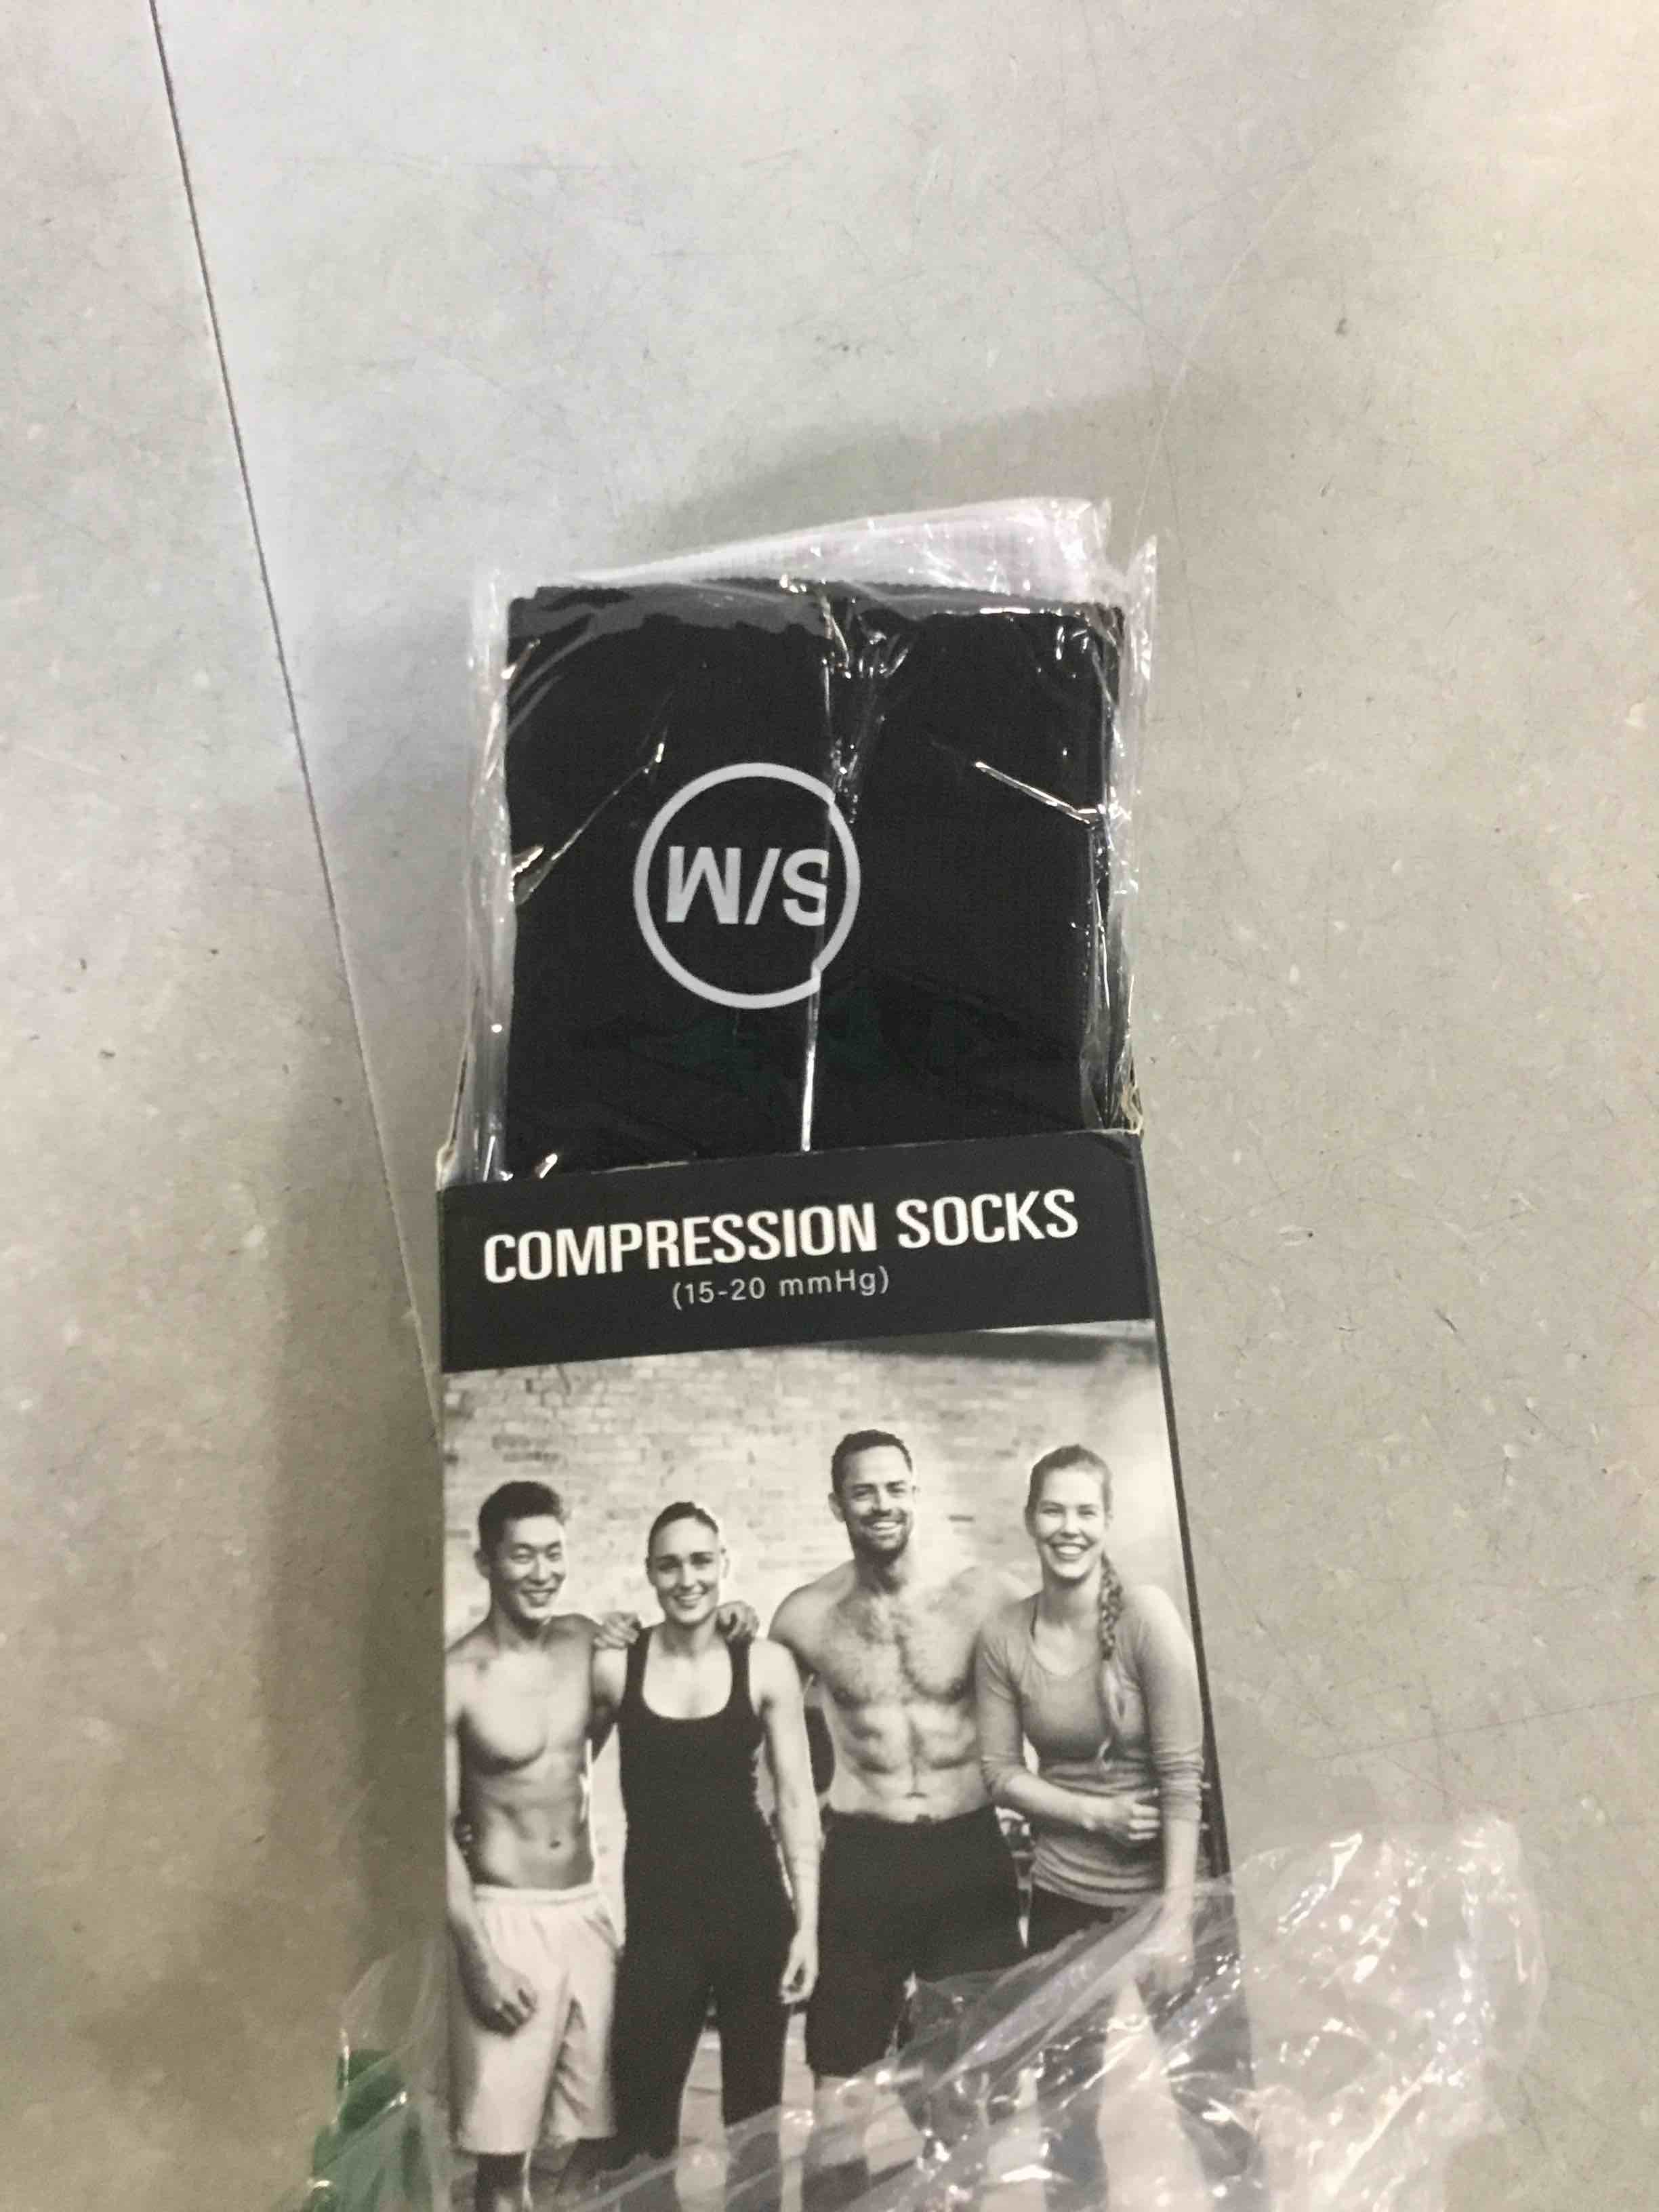 S/M
COMPRESSION SOCKS
(15-20 mmHg)